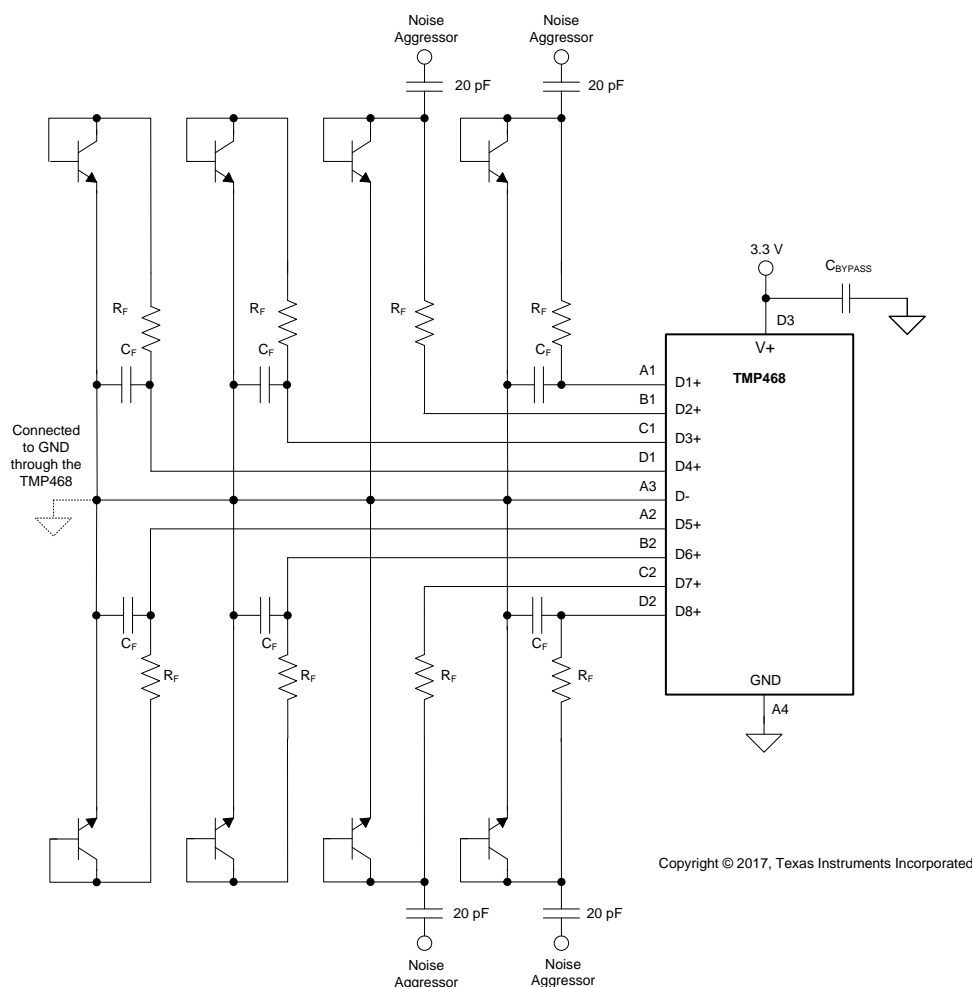 Noise
Aggressor
Noise
Aggressor
20 pF
20 pF
3.3 V
CBYPASS
D3
V+
TMP468
RF
RF
RF
RF
CF
CF
CF
A1
D1+
B1
D2+
C1
D3+
D1
D4+
A3
D-
A2
D5+
B2
D6+
C2
D7+
D2
D8+
Connected
to GND
through the
TMP468
CF
CF
CF
RF
RF
RF
RF
GND
A4
Copyright © 2017, Texas Instruments Incorporated
20 pF
20 pF
Noise
Aggressor
Noise
Aggressor